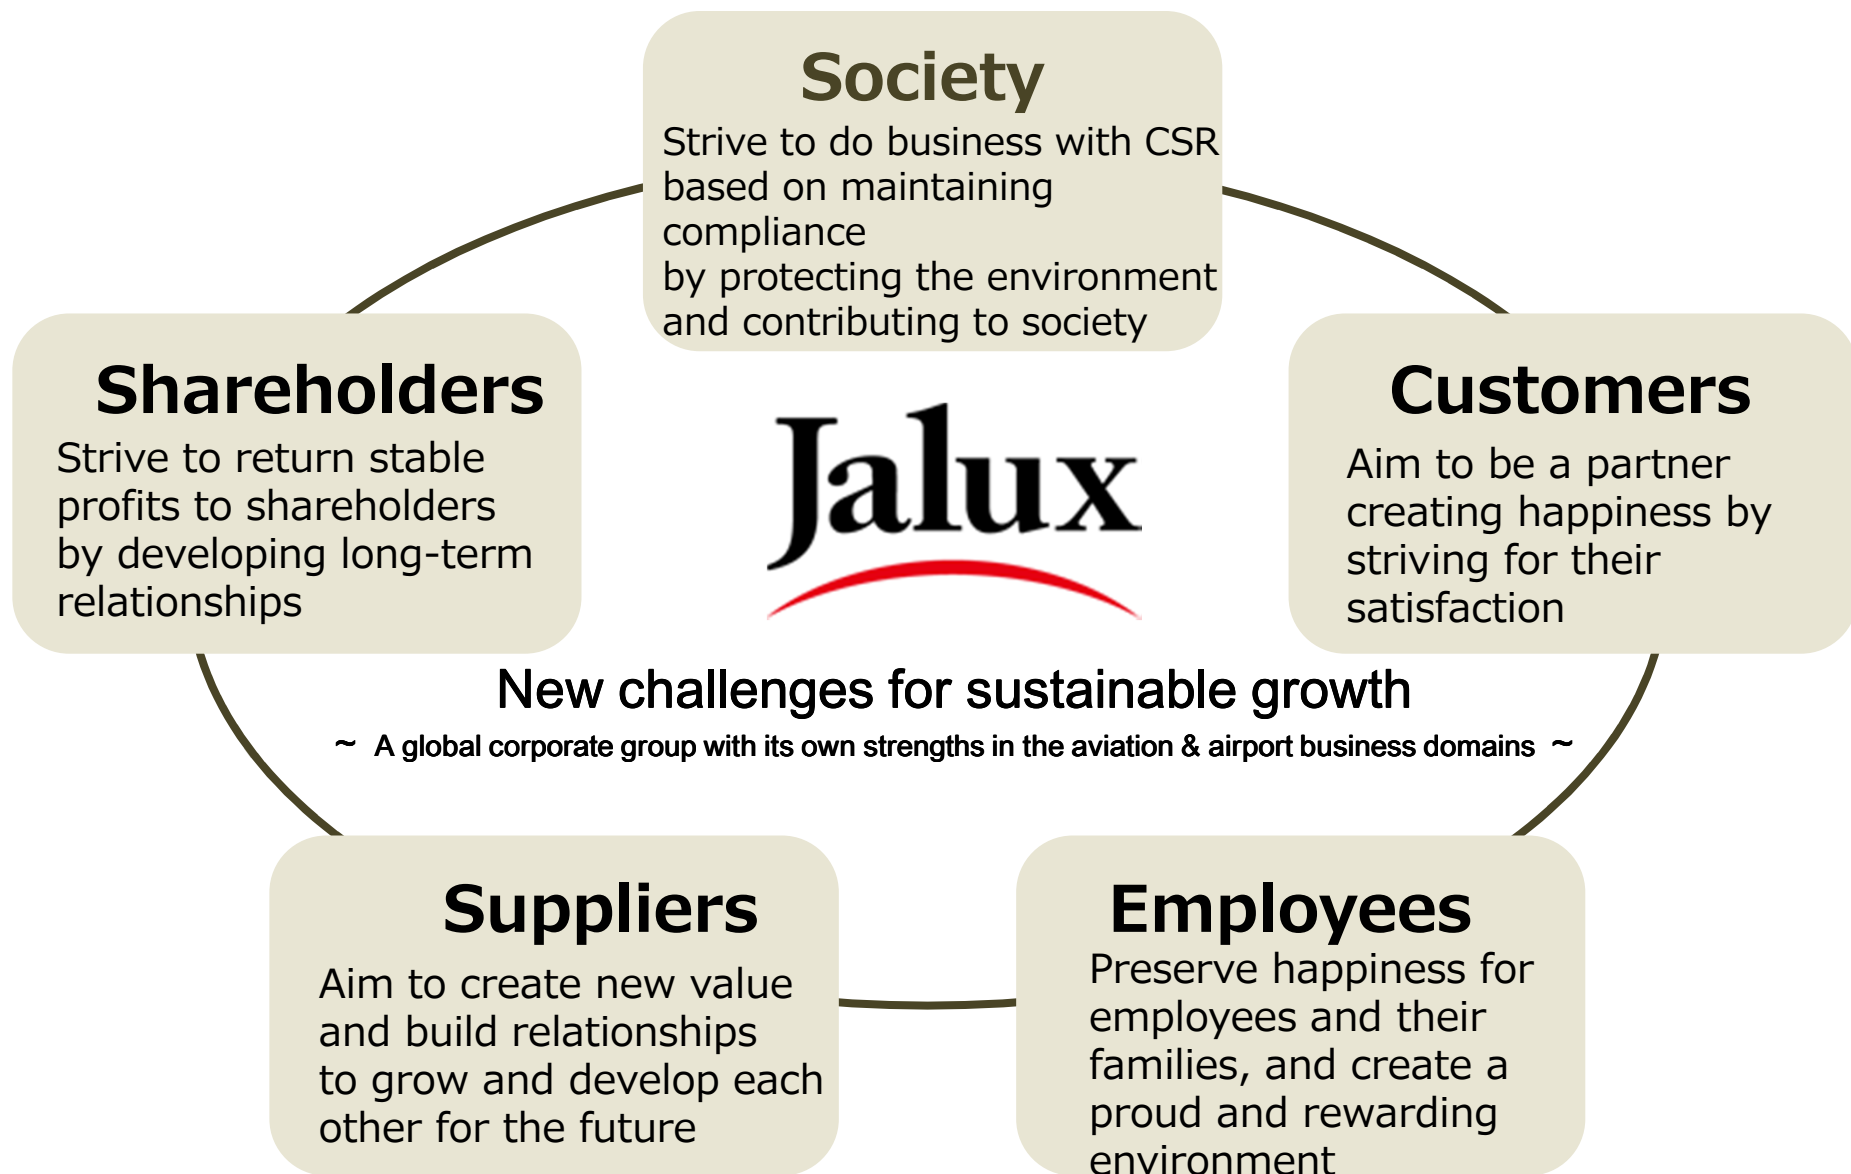 Society
Strive to do business with CSR
based on maintaining
compliance
by protecting the environment
and contributing to society
Shareholders
Strive to return stable
profits to shareholders
by developing long-term
relationships
Jalux
Customers
Aim to be a partner
creating happiness by
striving for their
satisfaction
New challenges for sustainable growth
~ A global corporate group with its own strengths in the aviation & airport business domains ~
Suppliers
Aim to create new value
and build relationships
to grow and develop each
other for the future
Employees
Preserve happiness for
employees and their
families, and create a
proud and rewarding
environment